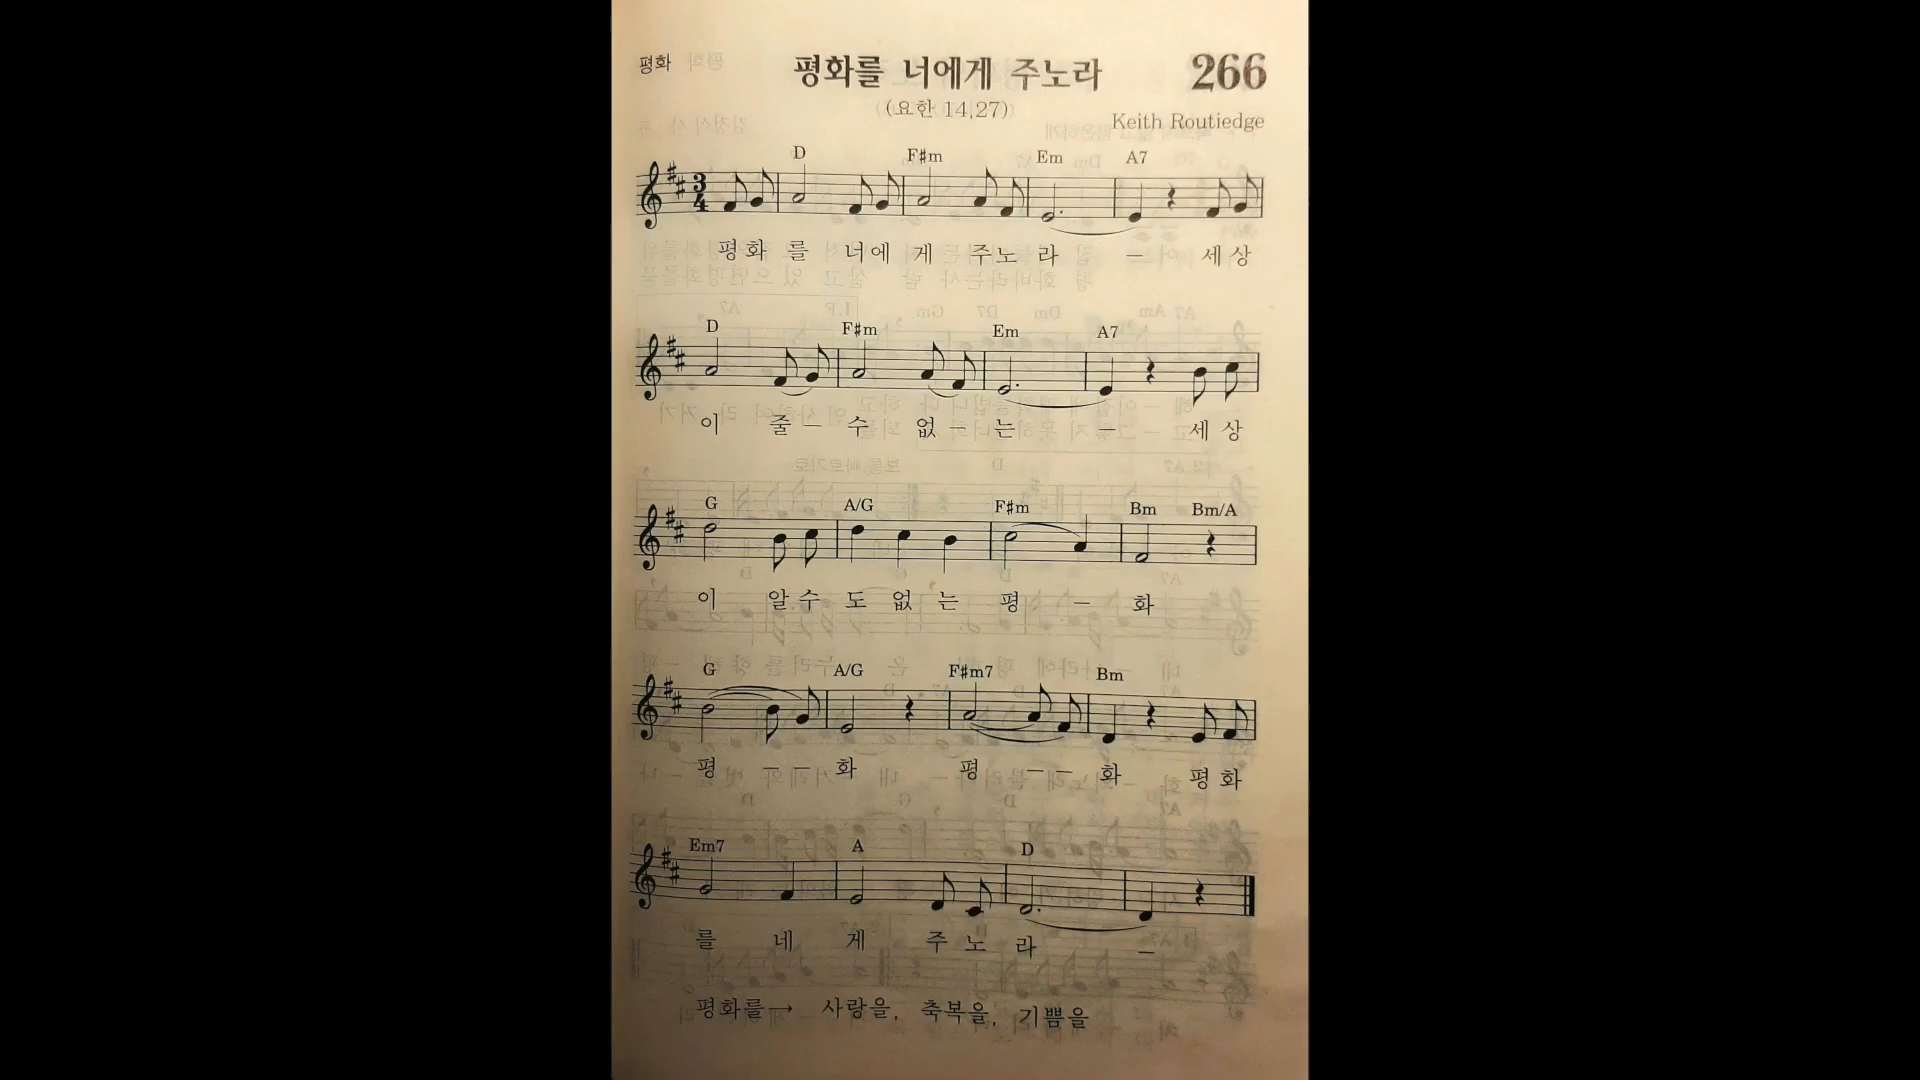 평화 평화를 너에게 주노라 266
(요한 14,27)
Keith Routiedge
D F#m Em A7
3
4
평화 를 너에 게 주노 라 – 세상
D F#m Em A7
이 줄 – 수 없 – 는 – 세상
G A/G F#m Bm Bm/A
이 알수 도 없 는 평 – 화
G A/G F#m7 Bm
평 – – 화 평 – – 화 평화
Em7 A D
를 네 게 주 노 라 –
평화를→ 사랑을, 축복을, 기쁨을